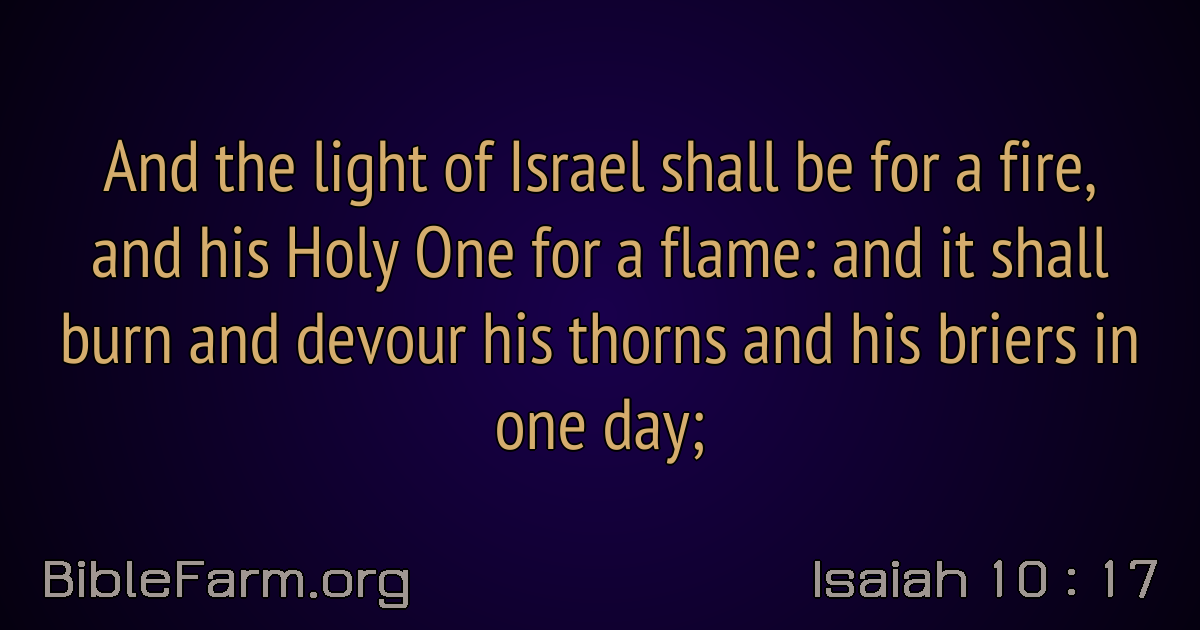 And the light of Israel shall be for a fire,
and his Holy One for a flame: and it shall
burn and devour his thorns and his briers in
one day;
BibleFarm.org
Isaiah 10 : 17